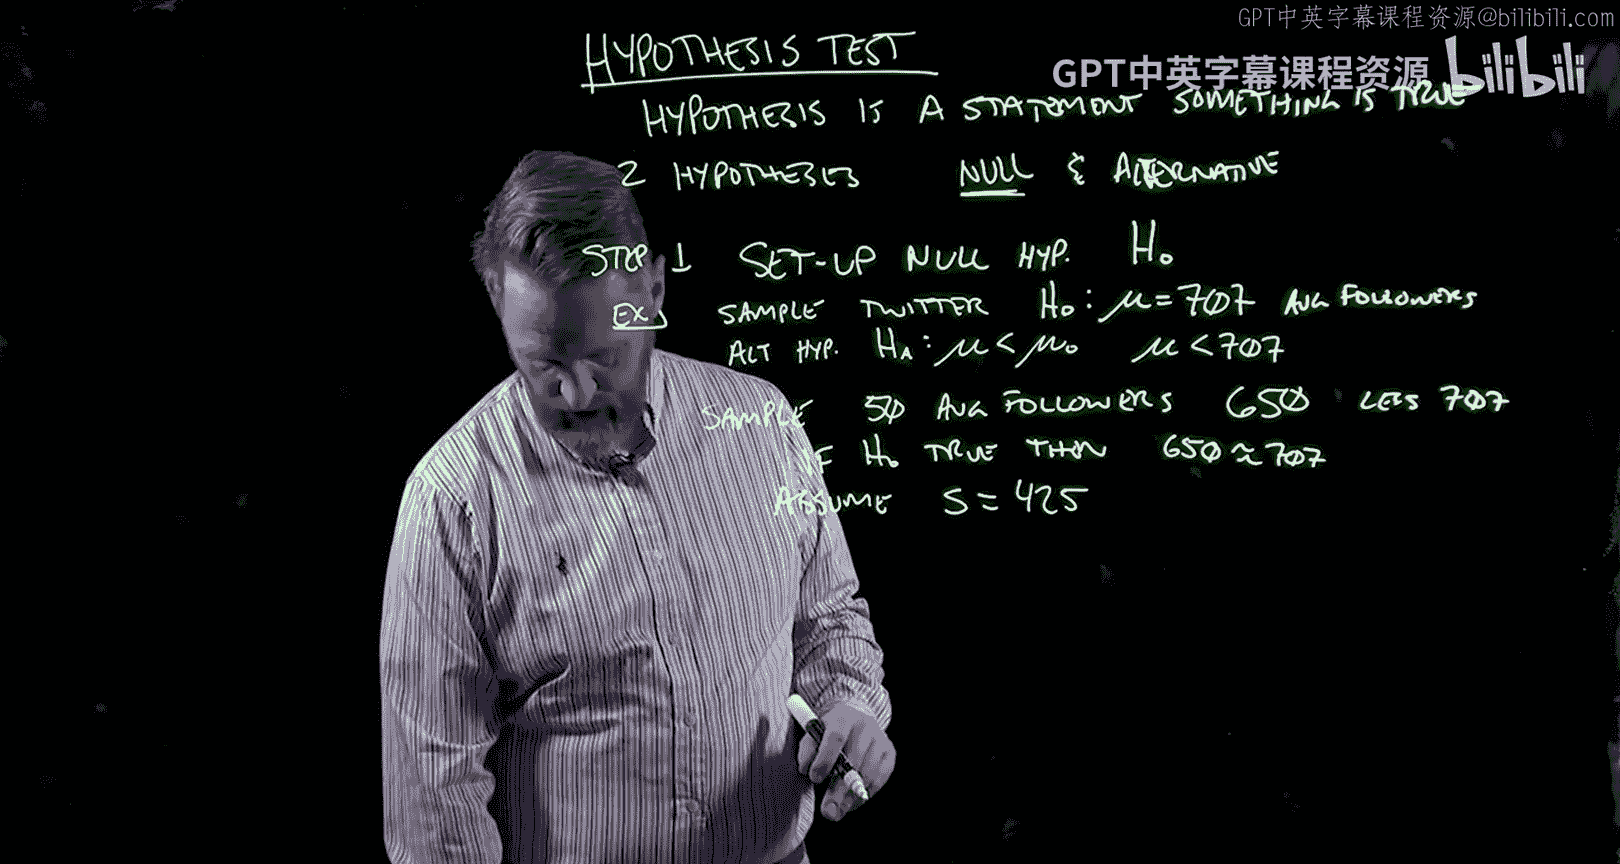 GPT中英字幕课程资源@bilibili.com
GPT中英字幕课程资源 bilibili
HYPOTHESIS TEST
HYPOTHESIS IS A STATEMENT SOMETHING IS TRUE
2 HYPOTHESES NULL & ALTERNATIVE
STEP 1 SET-UP NULL HYP. H₀
EX SAMPLE TWITTER H₀: μ = 707 AVG FOLLOWERS
ALT HYP. Hₐ: μ < μ₀ μ < 707
SAMPLE 50 AVG FOLLOWERS 650 LESS 707
IF H₀ TRUE THAN 650 ≈ 707
ASSUME S = 425